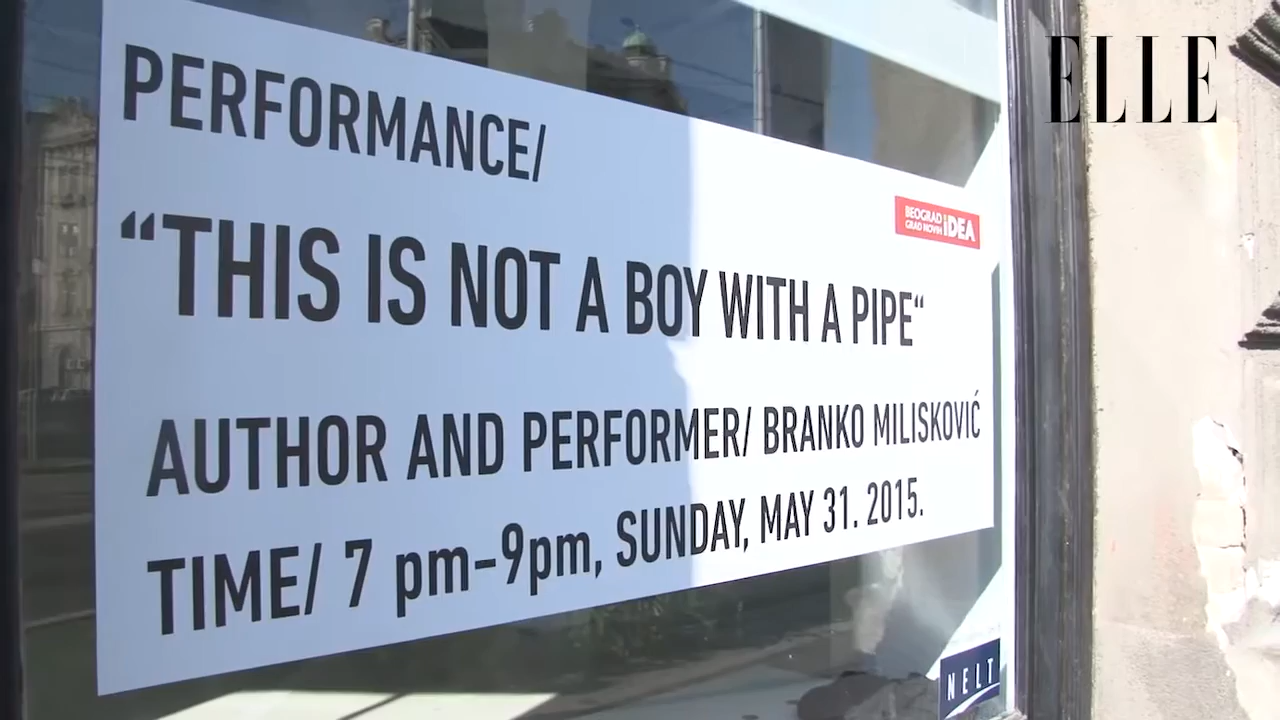 ELLE
PERFORMANCE/
“THIS IS NOT A BOY WITH A PIPE“
AUTHOR AND PERFORMER/ BRANKO MILISKOVIĆ
TIME/ 7 pm–9pm, SUNDAY, MAY 31. 2015.
BEOGRAD
GRAD NOVIH IDEA
NELT